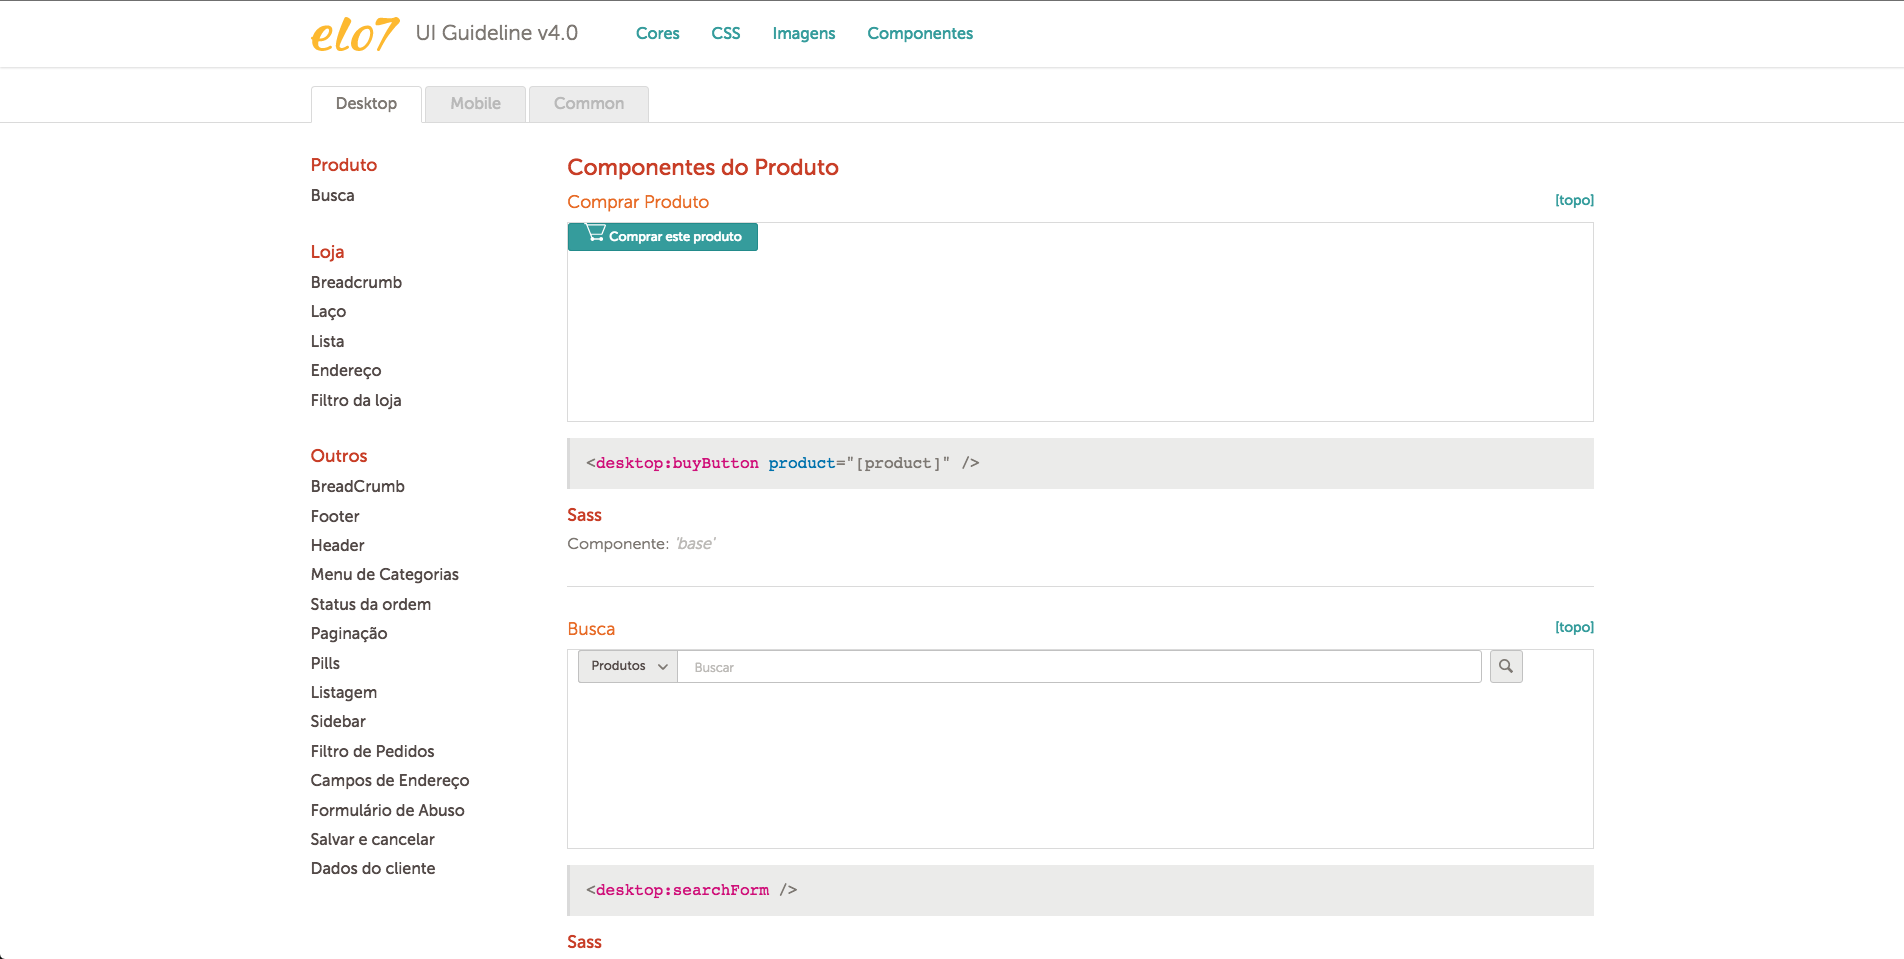 elo7 UI Guideline v4.0 Cores CSS Imagens Componentes
Desktop Mobile Common
Produto
Busca
Loja
Breadcrumb
Laço
Lista
Endereço
Filtro da loja
Outros
BreadCrumb
Footer
Header
Menu de Categorias
Status da ordem
Paginação
Pills
Listagem
Sidebar
Filtro de Pedidos
Campos de Endereço
Formulário de Abuso
Salvar e cancelar
Dados do cliente
Componentes do Produto
Comprar Produto [topo]
Comprar este produto
<desktop:buyButton product="[product]" />
Sass
Componente: 'base'
Busca [topo]
Produtos Buscar
<desktop:searchForm />
Sass